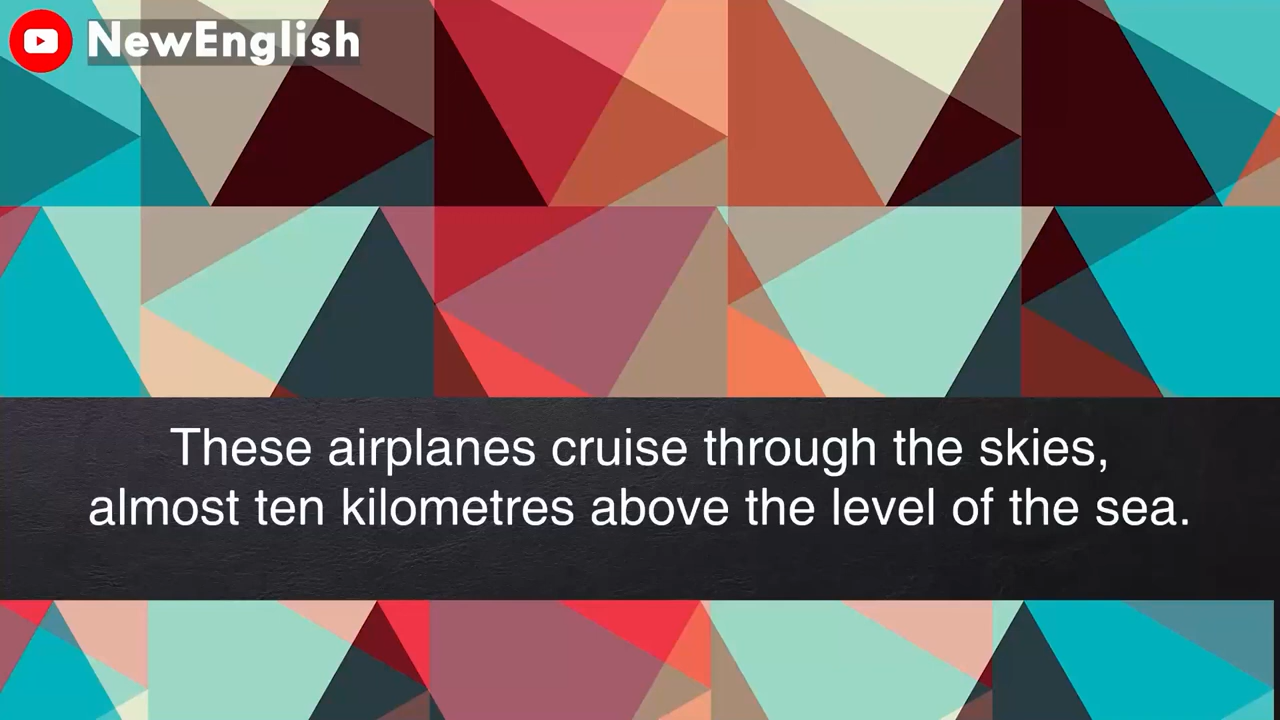 NewEnglish
These airplanes cruise through the skies,
almost ten kilometres above the level of the sea.